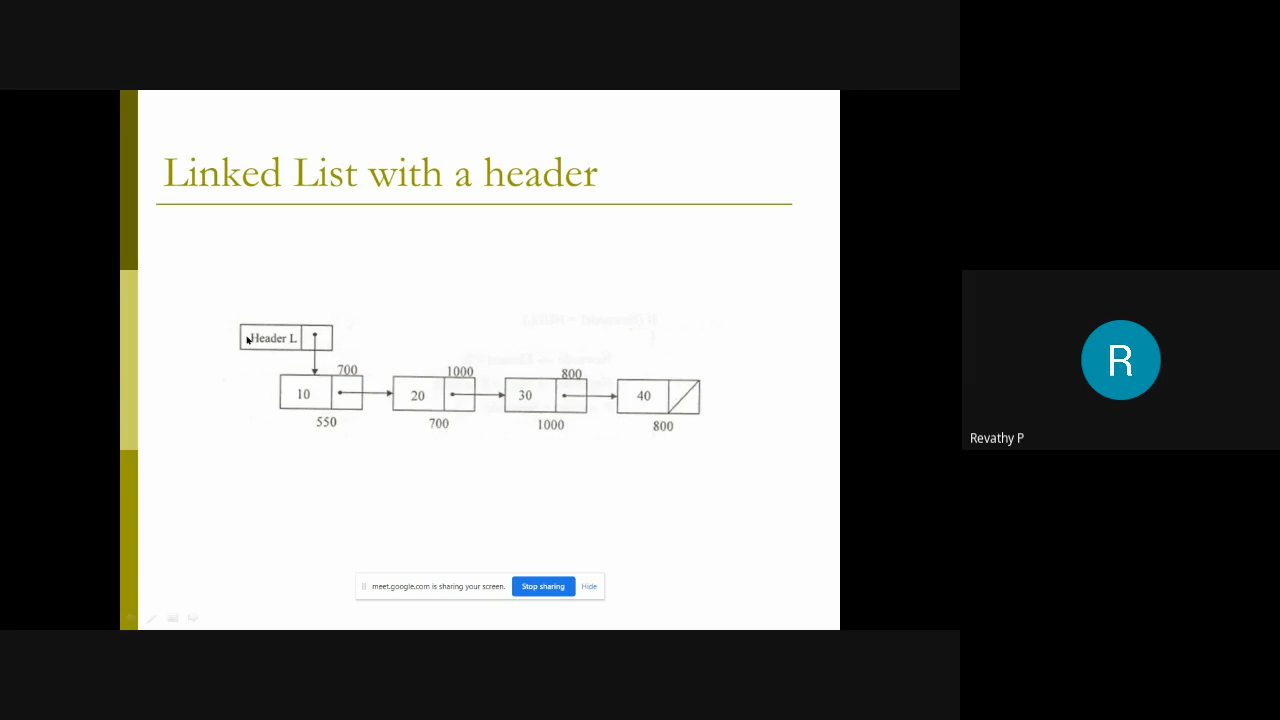 Linked List with a header
Header L
700 1000 800
10 20 30 40
550 700 1000 800
meet.google.com is sharing your screen. Stop sharing Hide
R
Revathy P